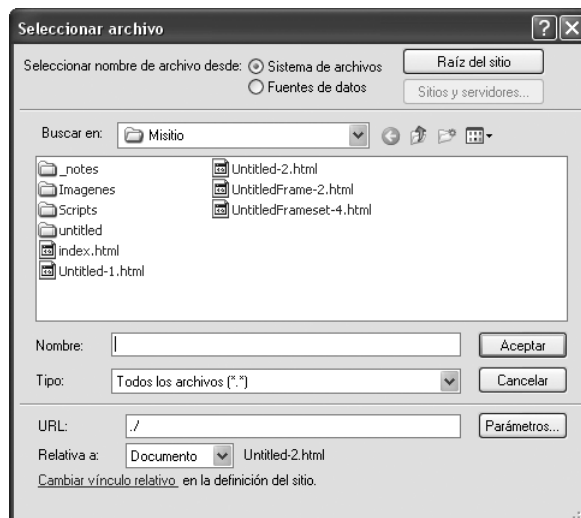 Seleccionar archivo
Seleccionar nombre de archivo desde: Sistema de archivos
Raíz del sitio
Fuentes de datos
Sitios y servidores...
Buscar en: Misitio
_notes
Imagenes
Scripts
untitled
index.html
Untitled-1.html
Untitled-2.html
UntitledFrame-2.html
UntitledFrameset-4.html
Nombre:
Aceptar
Tipo: Todos los archivos (*.*)
Cancelar
URL: ./
Parámetros...
Relativa a: Documento Untitled-2.html
Cambiar vínculo relativo en la definición del sitio.